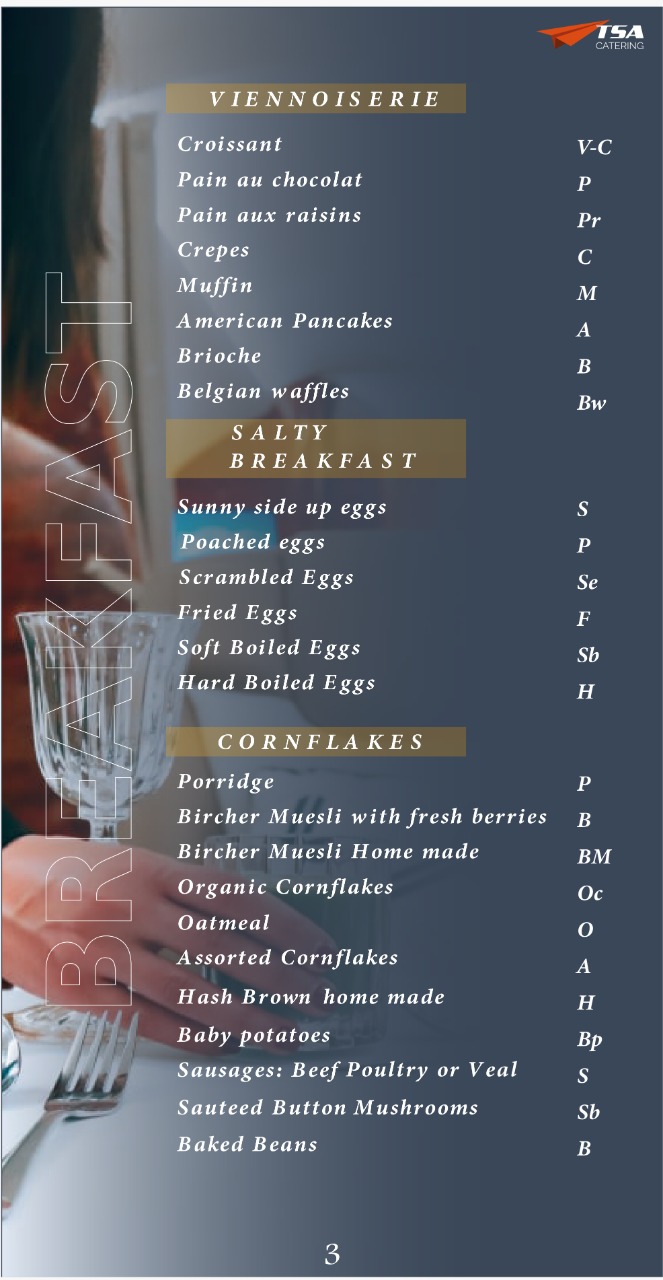 TSA
CATERING
BREAKFAST
VIENNOISERIE
Croissant V-C
Pain au chocolat P
Pain aux raisins Pr
Crepes C
Muffin M
American Pancakes A
Brioche B
Belgian waffles Bw
SALTY
BREAKFAST
Sunny side up eggs S
Poached eggs P
Scrambled Eggs Se
Fried Eggs F
Soft Boiled Eggs Sb
Hard Boiled Eggs H
CORNFLAKES
Porridge P
Bircher Muesli with fresh berries B
Bircher Muesli Home made BM
Organic Cornflakes Oc
Oatmeal O
Assorted Cornflakes A
Hash Brown home made H
Baby potatoes Bp
Sausages: Beef Poultry or Veal S
Sauteed Button Mushrooms Sb
Baked Beans B
3